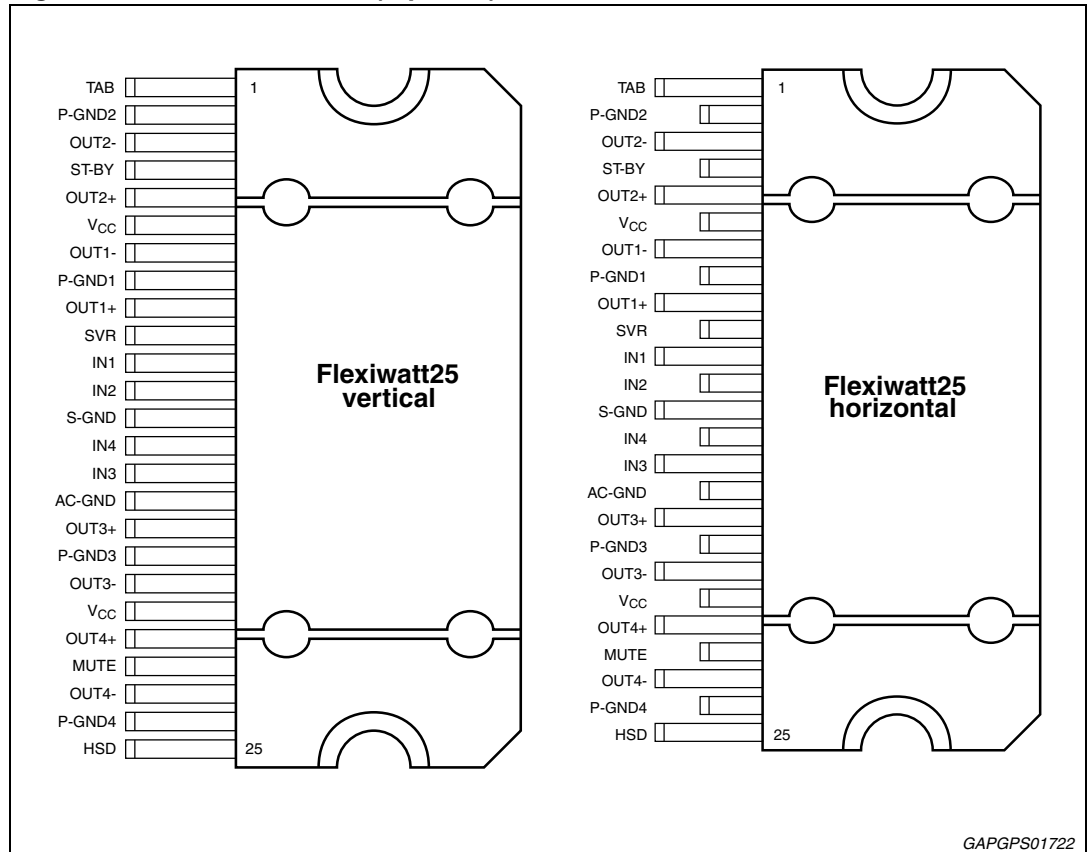 TAB
P-GND2
OUT2-
ST-BY
OUT2+
VCC
OUT1-
P-GND1
OUT1+
SVR
IN1
IN2
S-GND
IN4
IN3
AC-GND
OUT3+
P-GND3
OUT3-
VCC
OUT4+
MUTE
OUT4-
P-GND4
HSD
1
Flexiwatt25
vertical
25
TAB
P-GND2
OUT2-
ST-BY
OUT2+
VCC
OUT1-
P-GND1
OUT1+
SVR
IN1
IN2
S-GND
IN4
IN3
AC-GND
OUT3+
P-GND3
OUT3-
VCC
OUT4+
MUTE
OUT4-
P-GND4
HSD
1
Flexiwatt25
horizontal
25
GAPGPS01722